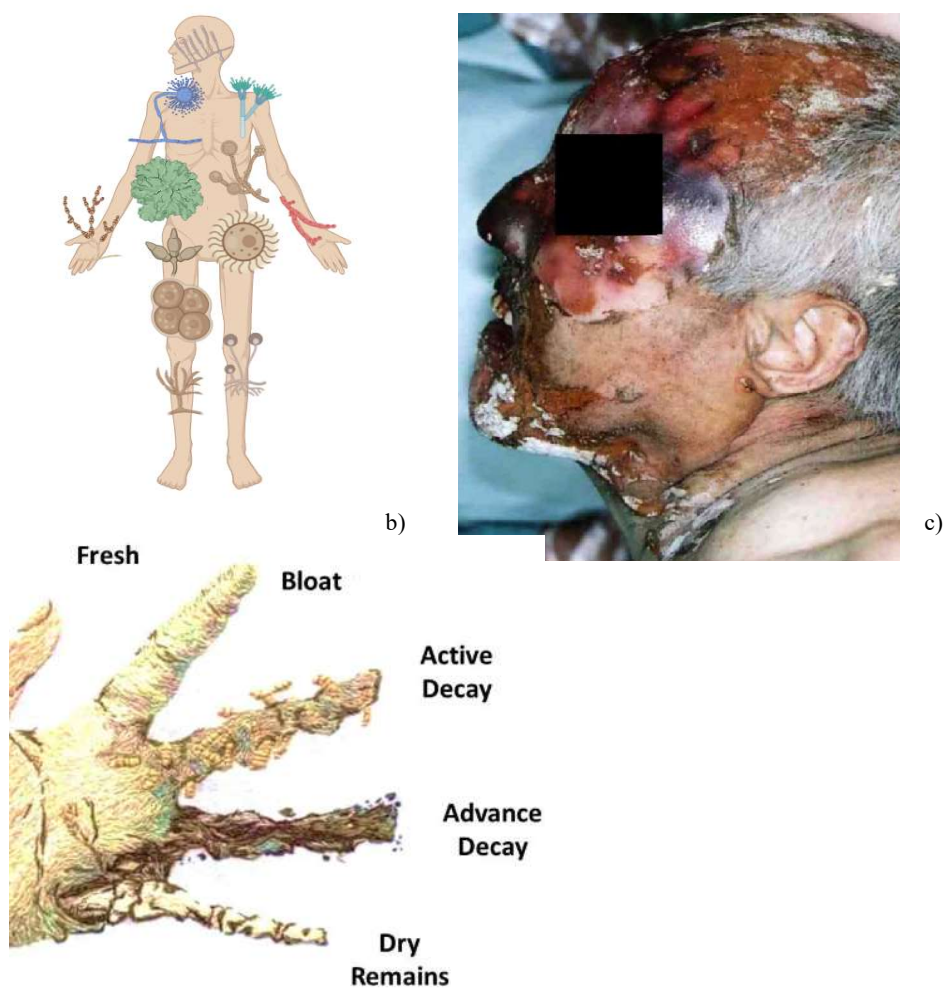 b)
c)
Fresh
Bloat
Active
Decay
Advance
Decay
Dry
Remains